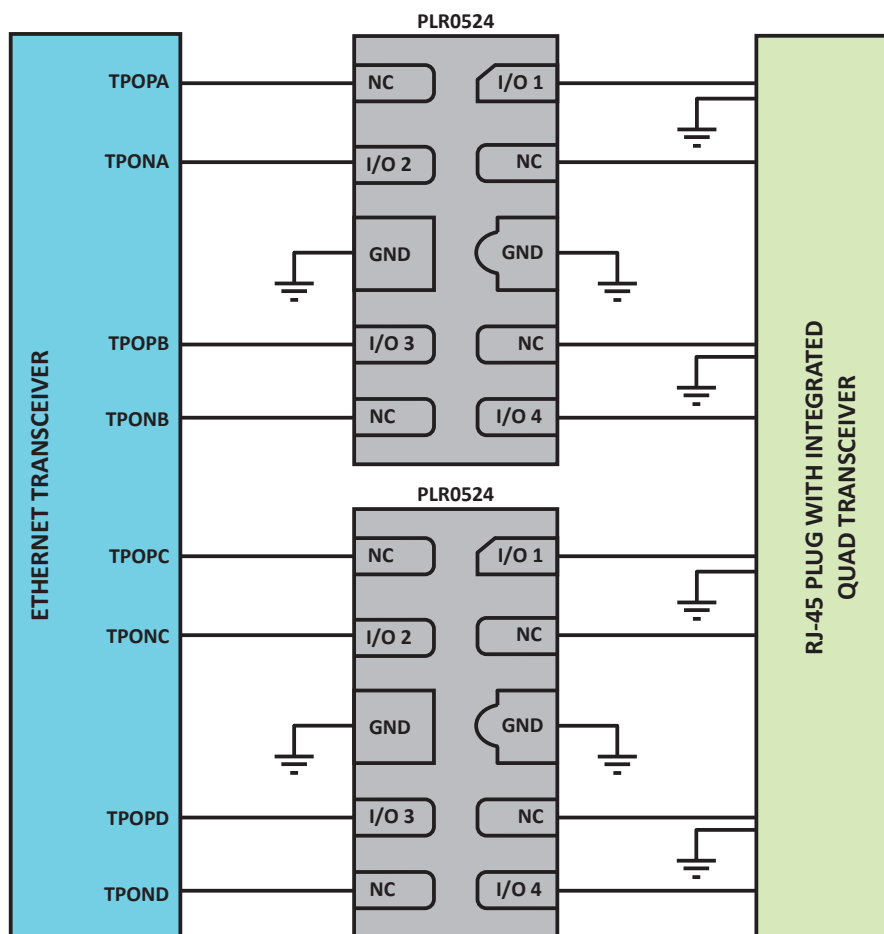 PLR0524
TPOPA
NC
I/O 1
TPONA
I/O 2
NC
GND
GND
TPOPB
I/O 3
NC
TPONB
NC
I/O 4
ETHERNET TRANSCEIVER
RJ-45 PLUG WITH INTEGRATED
QUAD TRANSCEIVER
PLR0524
TPOPC
NC
I/O 1
TPONC
I/O 2
NC
GND
GND
TPOPD
I/O 3
NC
TPOND
NC
I/O 4